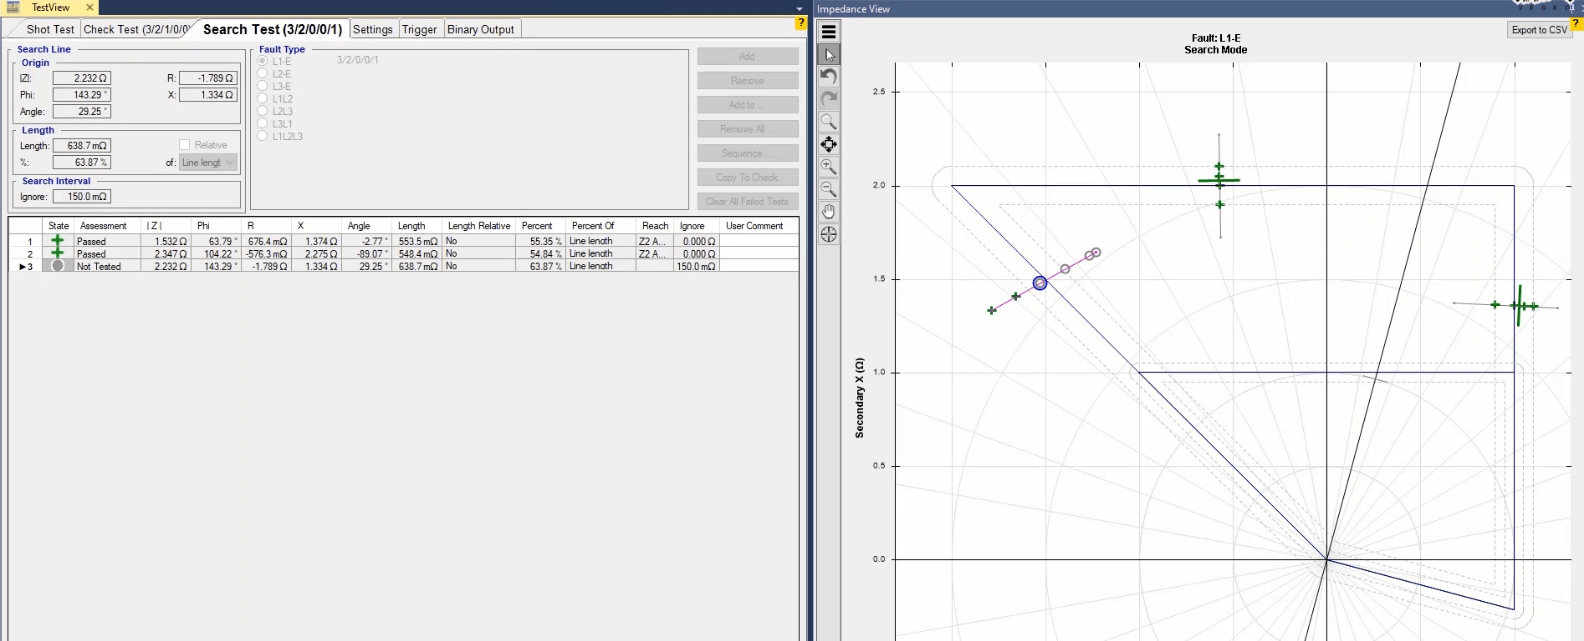 TestView ×
Shot Test Check Test (3/2/1/0/0) Search Test (3/2/0/0/1) Settings Trigger Binary Output ?
Search Line
Origin
|Z|: 2.232 Ω R: -1.789 Ω
Phi: 143.29 ° X: 1.334 Ω
Angle: 29.25 °
Length
Length: 638.7 mΩ Relative
%: 63.87 % of: Line lengt
Search Interval
Ignore: 150.0 mΩ
Fault Type
L1-E 3/2/0/0/1
L2-E
L3-E
L1L2
L2L3
L3L1
L1L2L3
Add
Remove
Add to ...
Remove All ...
Sequence ...
Copy To Check
Clear All Failed Tests
State Assessment |Z| Phi R X Angle Length Length Relative Percent Percent Of Reach Ignore User Comment
1 Passed 1.532 Ω 63.79 ° 676.4 mΩ 1.374 Ω -2.77 ° 553.5 mΩ No 55.35 % Line length Z2 A... 0.000 Ω
2 Passed 2.347 Ω 104.22 ° -576.3 mΩ 2.275 Ω -89.07 ° 548.4 mΩ No 54.84 % Line length Z2 A... 0.000 Ω
3 Not Tested 2.232 Ω 143.29 ° -1.789 Ω 1.334 Ω 29.25 ° 638.7 mΩ No 63.87 % Line length 150.0 mΩ
Impedance View
Export to CSV ?
Fault: L1-E
Search Mode
2.5
2.0
1.5
1.0
0.5
0.0
Secondary X (Ω)